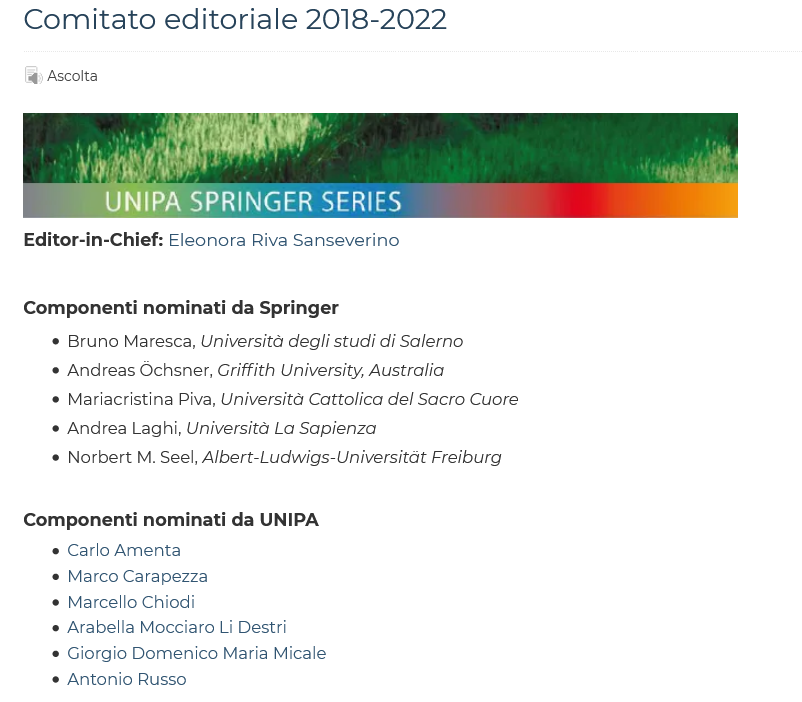 Comitato editoriale 2018-2022
Ascolta
UNIPA SPRINGER SERIES
Editor-in-Chief: Eleonora Riva Sanseverino
Componenti nominati da Springer
• Bruno Maresca, Università degli studi di Salerno
• Andreas Öchsner, Griffith University, Australia
• Mariacristina Piva, Università Cattolica del Sacro Cuore
• Andrea Laghi, Università La Sapienza
• Norbert M. Seel, Albert-Ludwigs-Universität Freiburg
Componenti nominati da UNIPA
• Carlo Amenta
• Marco Carapezza
• Marcello Chiodi
• Arabella Mocciaro Li Destri
• Giorgio Domenico Maria Micale
• Antonio Russo